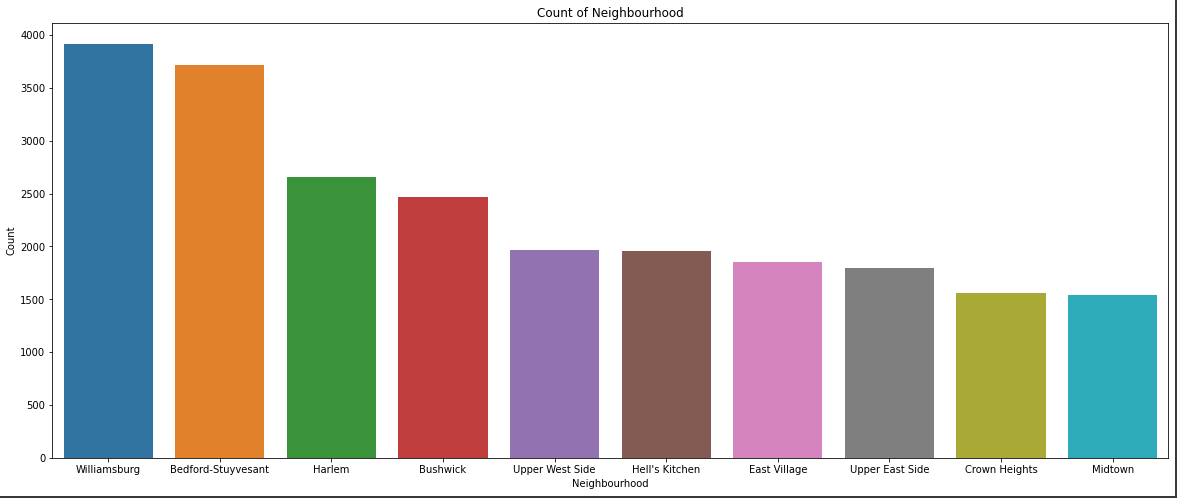 Count of Neighbourhood
4000
3500
3000
2500
2000
1500
1000
500
0
Count
Williamsburg Bedford-Stuyvesant Harlem Bushwick Upper West Side Hell's Kitchen East Village Upper East Side Crown Heights Midtown
Neighbourhood